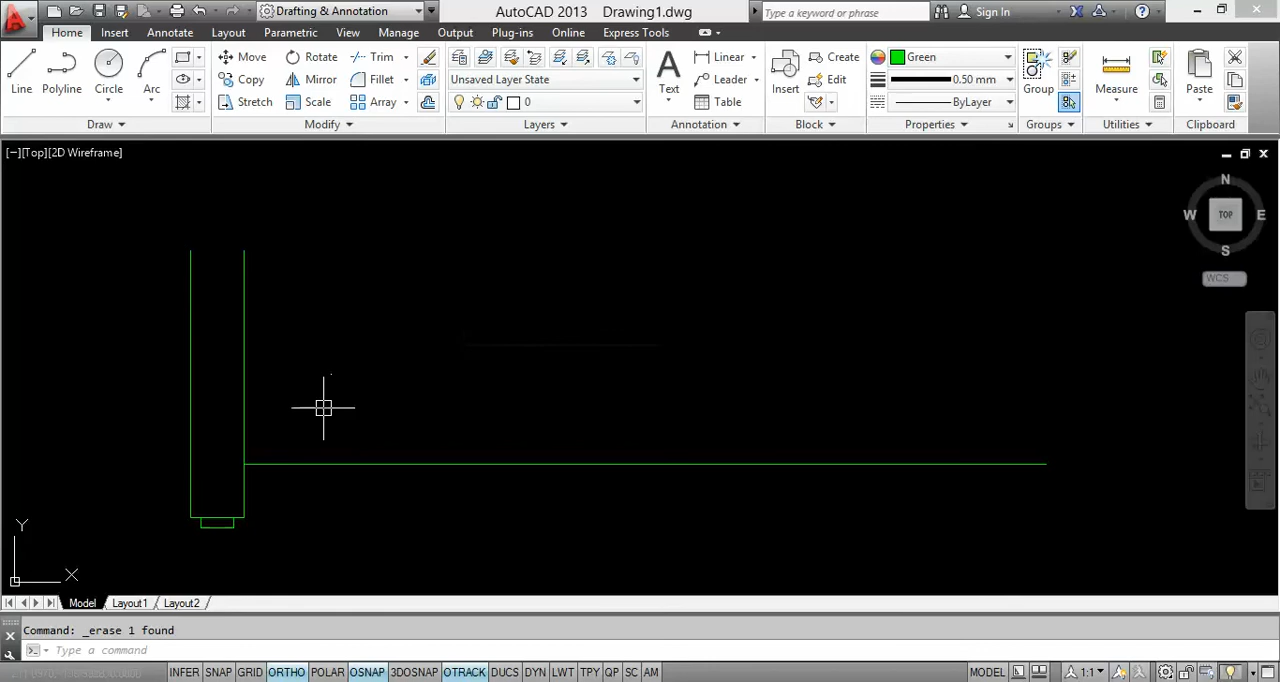 Drafting & Annotation
AutoCAD 2013 Drawing1.dwg
Type a keyword or phrase
Sign In
Home Insert Annotate Layout Parametric View Manage Output Plug-ins Online Express Tools
Move Rotate Trim
Unsaved Layer State
Linear
Create
Green
Line Polyline Circle Arc
Copy Mirror Fillet
Text
Leader
Insert
Edit
0.50 mm
Group
Measure
Paste
Stretch Scale Array
0
Table
ByLayer
Draw Modify Layers Annotation Block Properties Groups Utilities Clipboard
[−][Top][2D Wireframe]
N
W TOP E
S
WCS
Y
X
Model Layout1 Layout2
Command: _erase 1 found
Type a command
INFER SNAP GRID ORTHO POLAR OSNAP 3DOSNAP OTRACK DUCS DYN LWT TPY QP SC AM MODEL 1:1